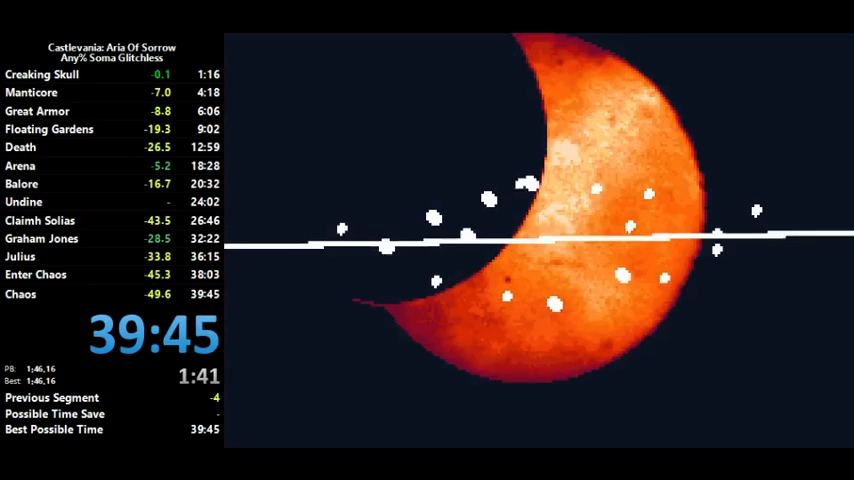 Castlevania: Aria Of Sorrow
Any% Soma Glitchless
Creaking Skull -0.1 1:16
Manticore -7.0 4:18
Great Armor -8.8 6:06
Floating Gardens -19.3 9:02
Death -26.5 12:59
Arena -5.2 18:28
Balore -16.7 20:32
Undine - 24:02
Claimh Solias -43.5 26:46
Graham Jones -28.5 32:22
Julius -33.8 36:15
Enter Chaos -45.3 38:03
Chaos -49.6 39:45
39:45
PB: 1:46,16
Best: 1:46,16
1:41
Previous Segment -4
Possible Time Save -
Best Possible Time 39:45